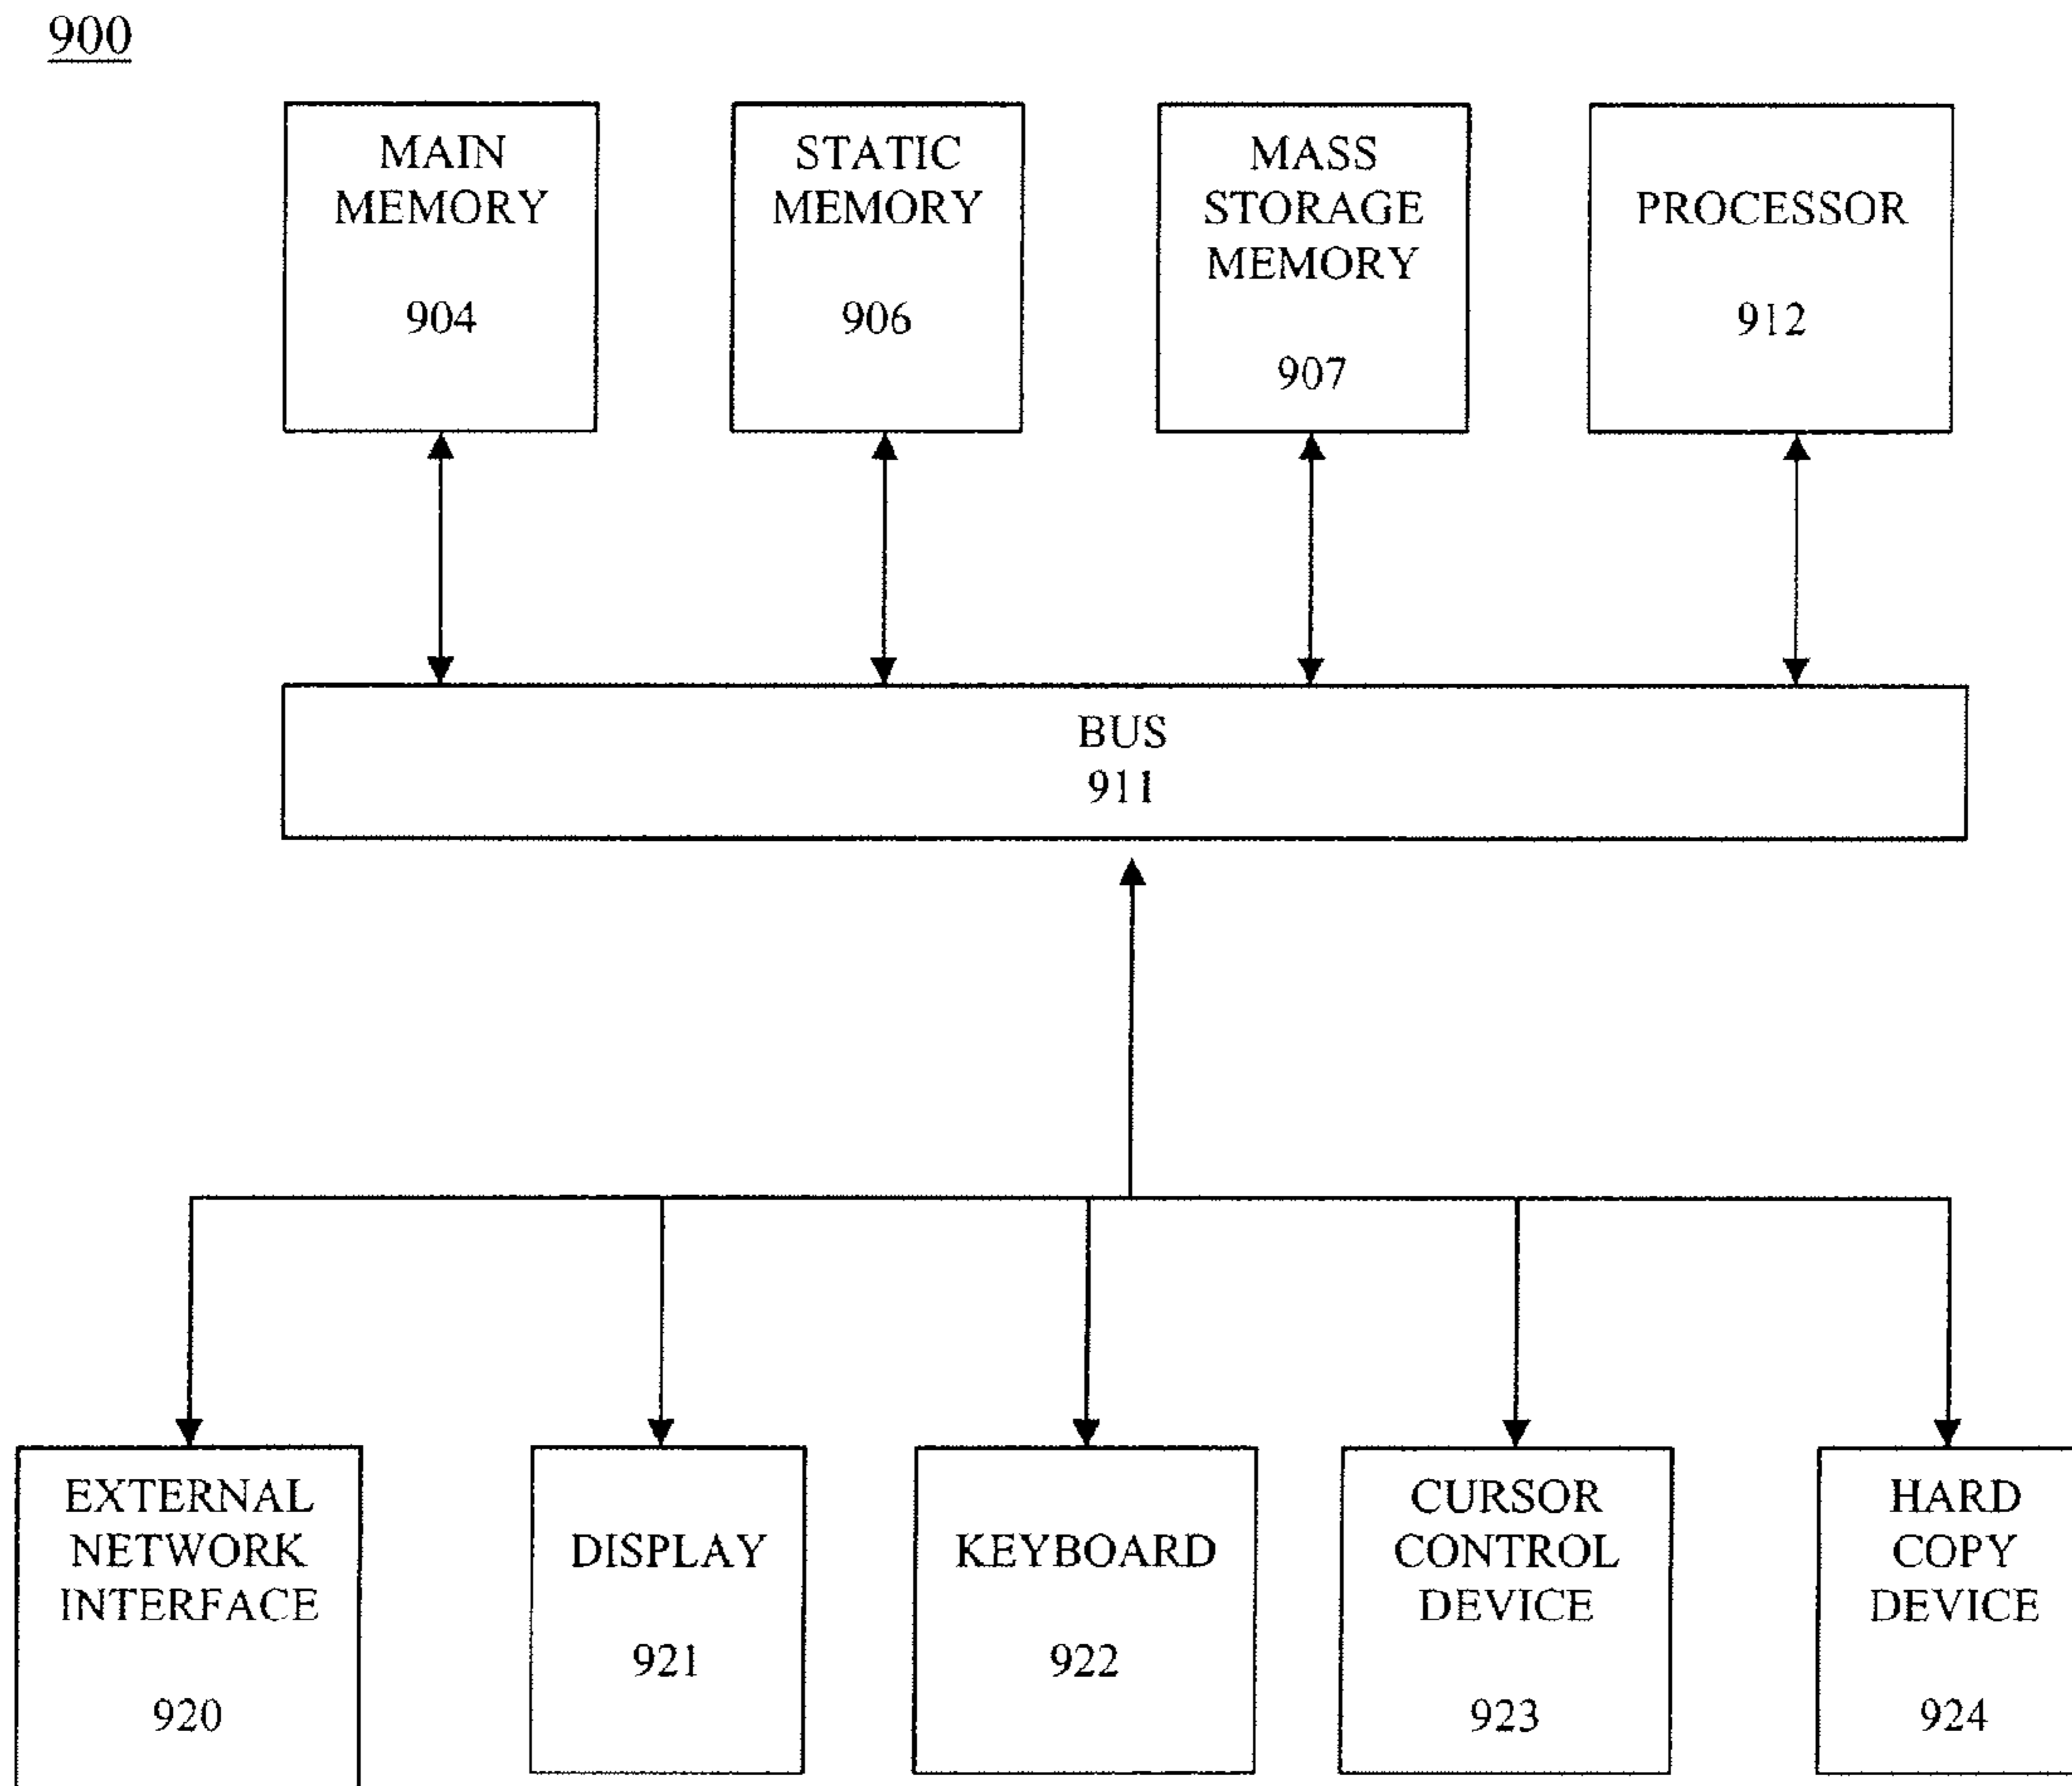 900
MAIN
MEMORY
904
STATIC
MEMORY
906
MASS
STORAGE
MEMORY
907
PROCESSOR
912
BUS
911
EXTERNAL
NETWORK
INTERFACE
920
DISPLAY
921
KEYBOARD
922
CURSOR
CONTROL
DEVICE
923
HARD
COPY
DEVICE
924